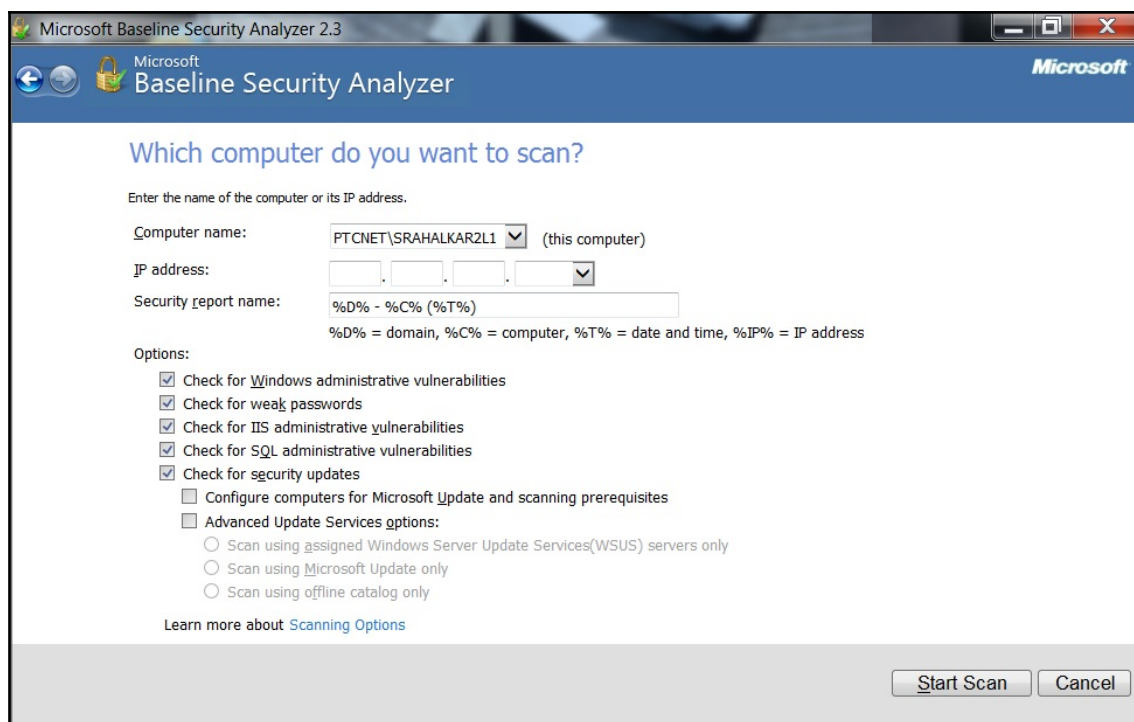 Microsoft Baseline Security Analyzer 2.3
Microsoft
Baseline Security Analyzer
Microsoft
Which computer do you want to scan?
Enter the name of the computer or its IP address.
Computer name: PTCNET\SRAHALKAR2L1 (this computer)
IP address: . . .
Security report name: %D% - %C% (%T%)
%D% = domain, %C% = computer, %T% = date and time, %IP% = IP address
Options:
Check for Windows administrative vulnerabilities
Check for weak passwords
Check for IIS administrative vulnerabilities
Check for SQL administrative vulnerabilities
Check for security updates
Configure computers for Microsoft Update and scanning prerequisites
Advanced Update Services options:
Scan using assigned Windows Server Update Services(WSUS) servers only
Scan using Microsoft Update only
Scan using offline catalog only
Learn more about Scanning Options
Start Scan Cancel